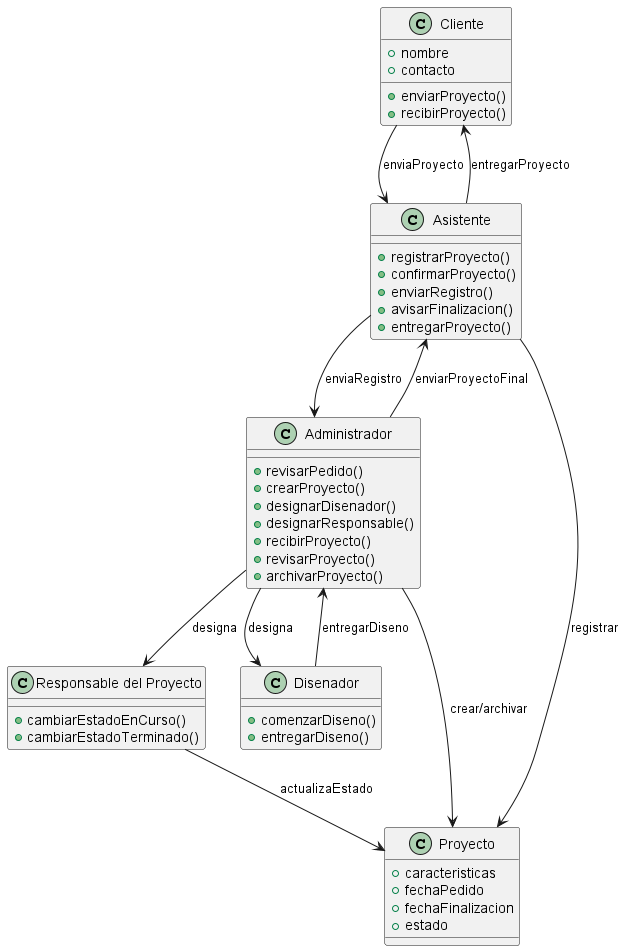 C Cliente
nombre
contacto
enviarProyecto()
recibirProyecto()
enviaProyecto
entregarProyecto
C Asistente
registrarProyecto()
confirmarProyecto()
enviarRegistro()
avisarFinalizacion()
entregarProyecto()
enviaRegistro
enviarProyectoFinal
C Administrador
revisarPedido()
crearProyecto()
designarDisenador()
designarResponsable()
recibirProyecto()
revisarProyecto()
archivarProyecto()
designa
designa
entregarDiseno
registrar
C Responsable del Proyecto
cambiarEstadoEnCurso()
cambiarEstadoTerminado()
C Disenador
comenzarDiseno()
entregarDiseno()
crear/archivar
actualizaEstado
C Proyecto
caracteristicas
fechaPedido
fechaFinalizacion
estado